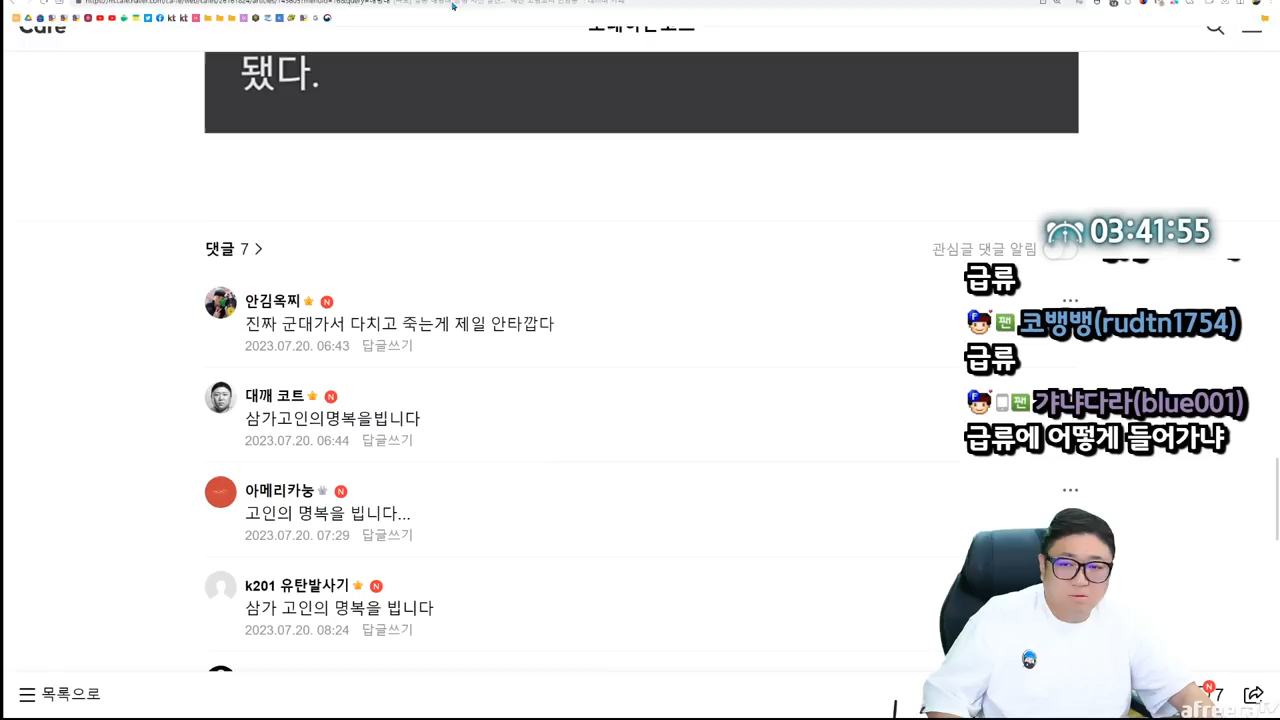 Cafe
됐다.
댓글 7
관심글 댓글 알림
03:41:55
안김옥찌 N
진짜 군대가서 다치고 죽는게 제일 안타깝다
2023.07.20. 06:43 답글쓰기
대깨 코트 N
삼가고인의명복을빕니다
2023.07.20. 06:44 답글쓰기
아메리카눙 N
고인의 명복을 빕니다...
2023.07.20. 07:29 답글쓰기
k201 유탄발사기 N
삼가 고인의 명복을 빕니다
2023.07.20. 08:24 답글쓰기
급류
팬 코뱅뱅(rudtn1754)
급류
팬 갸냐다라(blue001)
급류에 어떻게 들어가냐
목록으로
N
7
afreecaTV